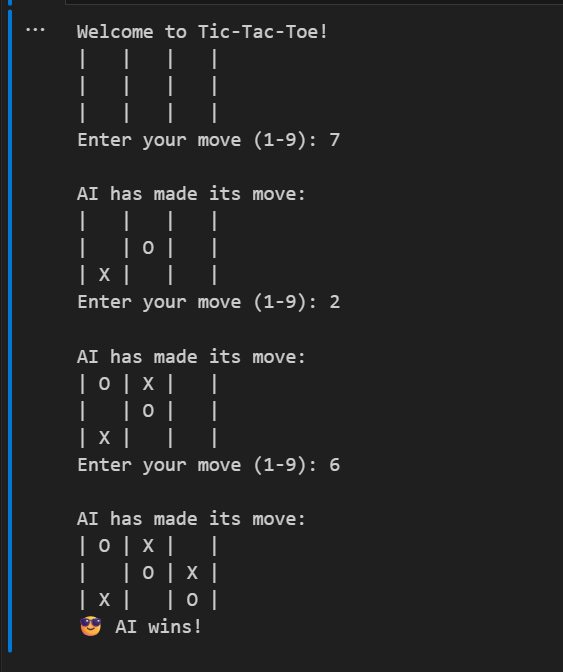 ...
Welcome to Tic-Tac-Toe!
|   |   |   |
|   |   |   |
|   |   |   |
Enter your move (1-9): 7
AI has made its move:
|   |   |   |
|   | O |   |
| X |   |   |
Enter your move (1-9): 2
AI has made its move:
| O | X |   |
|   | O |   |
| X |   |   |
Enter your move (1-9): 6
AI has made its move:
| O | X |   |
|   | O | X |
| X |   | O |
😎 AI wins!